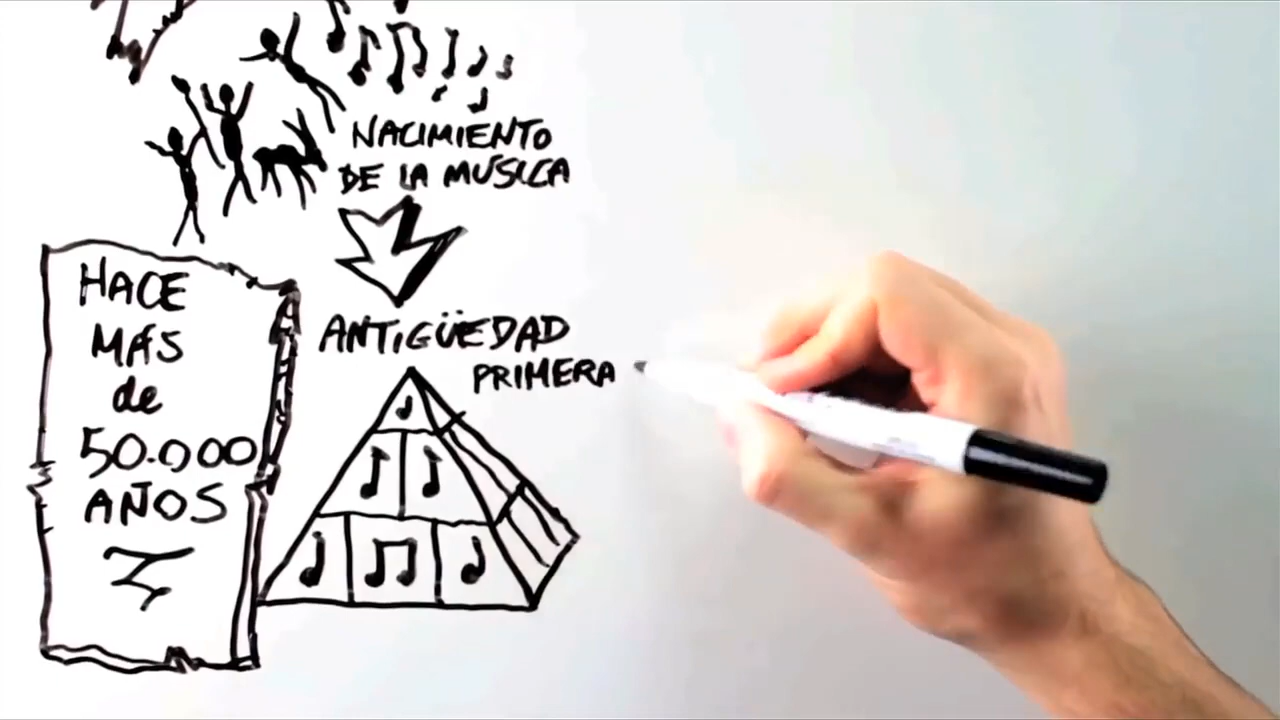 NACIMIENTO
DE LA MUSICA
HACE
MÁS
de
50.000
AÑOS
ANTIGÜEDAD
PRIMERA